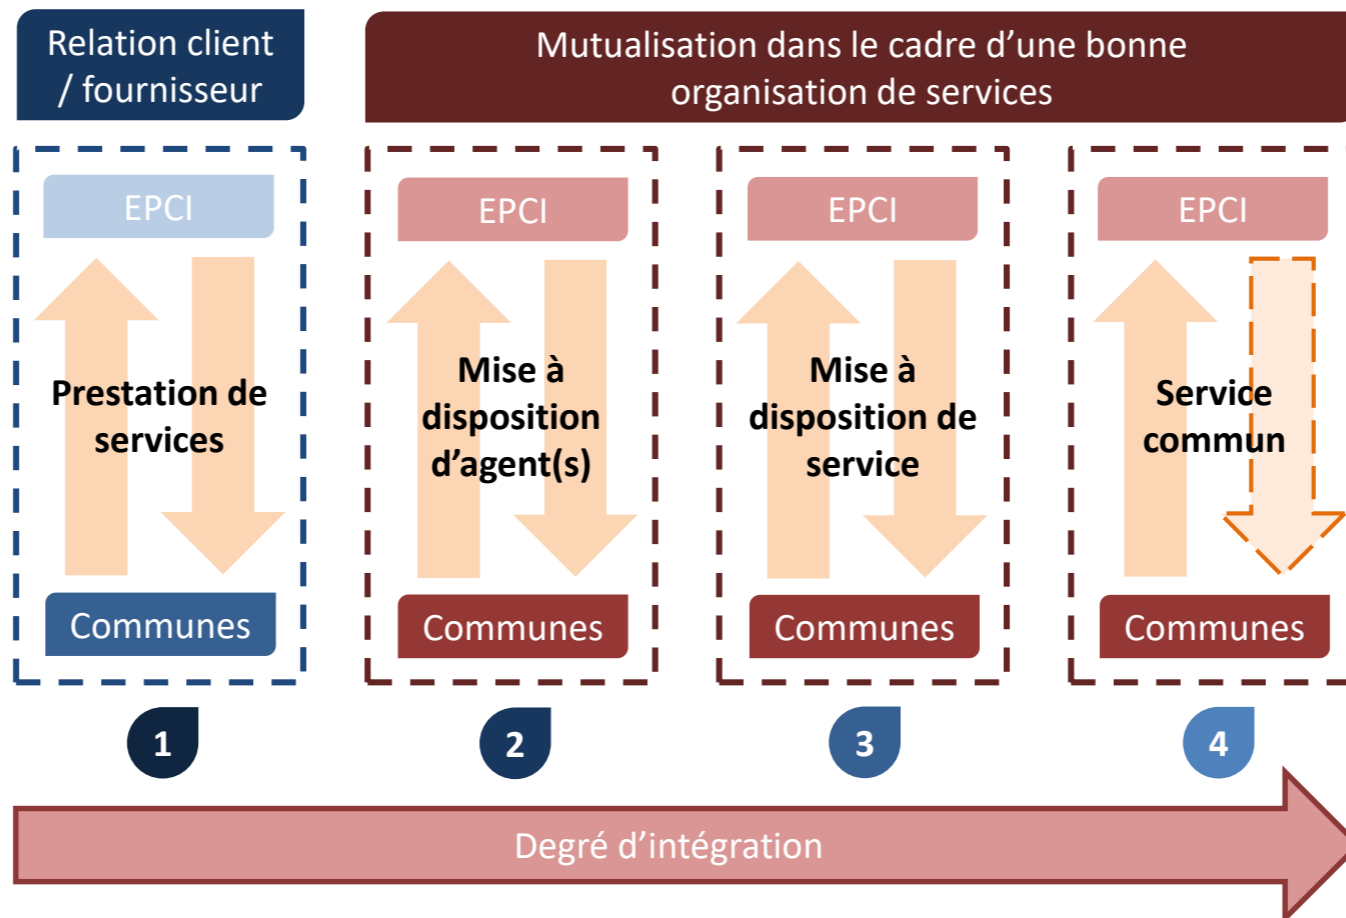 Relation client
/ fournisseur
Mutualisation dans le cadre d’une bonne
organisation de services
EPCI
Prestation de
services
Communes
1
EPCI
Mise à
disposition
d’agent(s)
Communes
2
EPCI
Mise à
disposition de
service
Communes
3
EPCI
Service
commun
Communes
4
Degré d’intégration